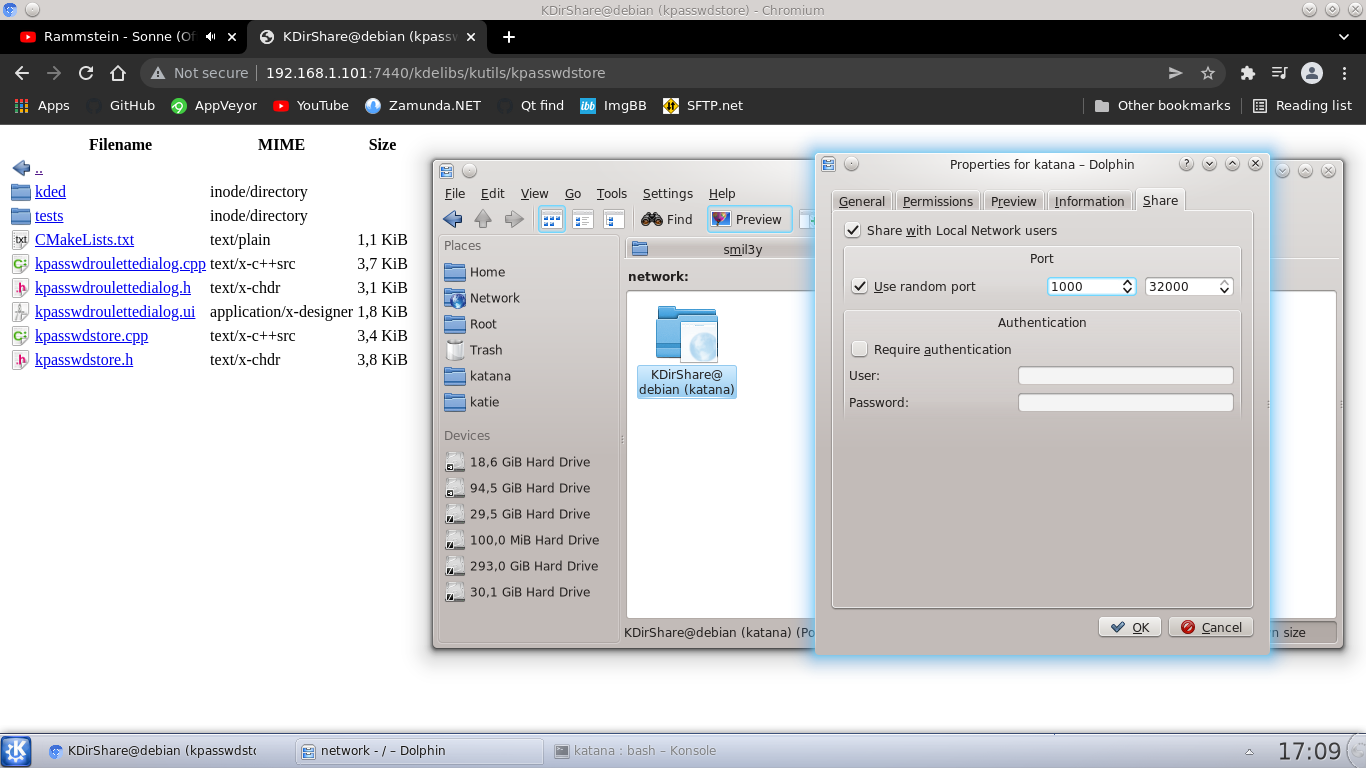 KDirShare@debian (kpasswdstore) - Chromium
Rammstein - Sonne (Of
KDirShare@debian (kpassw
Not secure
192.168.1.101:7440/kdelibs/kutils/kpasswdstore
Apps GitHub AppVeyor YouTube Zamunda.NET Qt find ImgBB SFTP.net Other bookmarks Reading list
Filename MIME Size
..
kded inode/directory
tests inode/directory
CMakeLists.txt text/plain 1,1 KiB
kpasswdroulettedialog.cpp text/x-c++src 3,7 KiB
kpasswdroulettedialog.h text/x-chdr 3,1 KiB
kpasswdroulettedialog.ui application/x-designer 1,8 KiB
kpasswdstore.cpp text/x-c++src 3,4 KiB
kpasswdstore.h text/x-chdr 3,8 KiB
File Edit View Go Tools Settings Help
Find Preview
Places
Home
Network
Root
Trash
katana
katie
Devices
18,6 GiB Hard Drive
94,5 GiB Hard Drive
29,5 GiB Hard Drive
100,0 MiB Hard Drive
293,0 GiB Hard Drive
30,1 GiB Hard Drive
smil3y
network:
KDirShare@
debian (katana)
KDirShare@debian (katana) (Po
n size
Properties for katana – Dolphin
General Permissions Preview Information Share
Share with Local Network users
Port
Use random port 1000 32000
Authentication
Require authentication
User:
Password:
OK Cancel
KDirShare@debian (kpasswdsto
network - / – Dolphin
katana : bash – Konsole
17:09